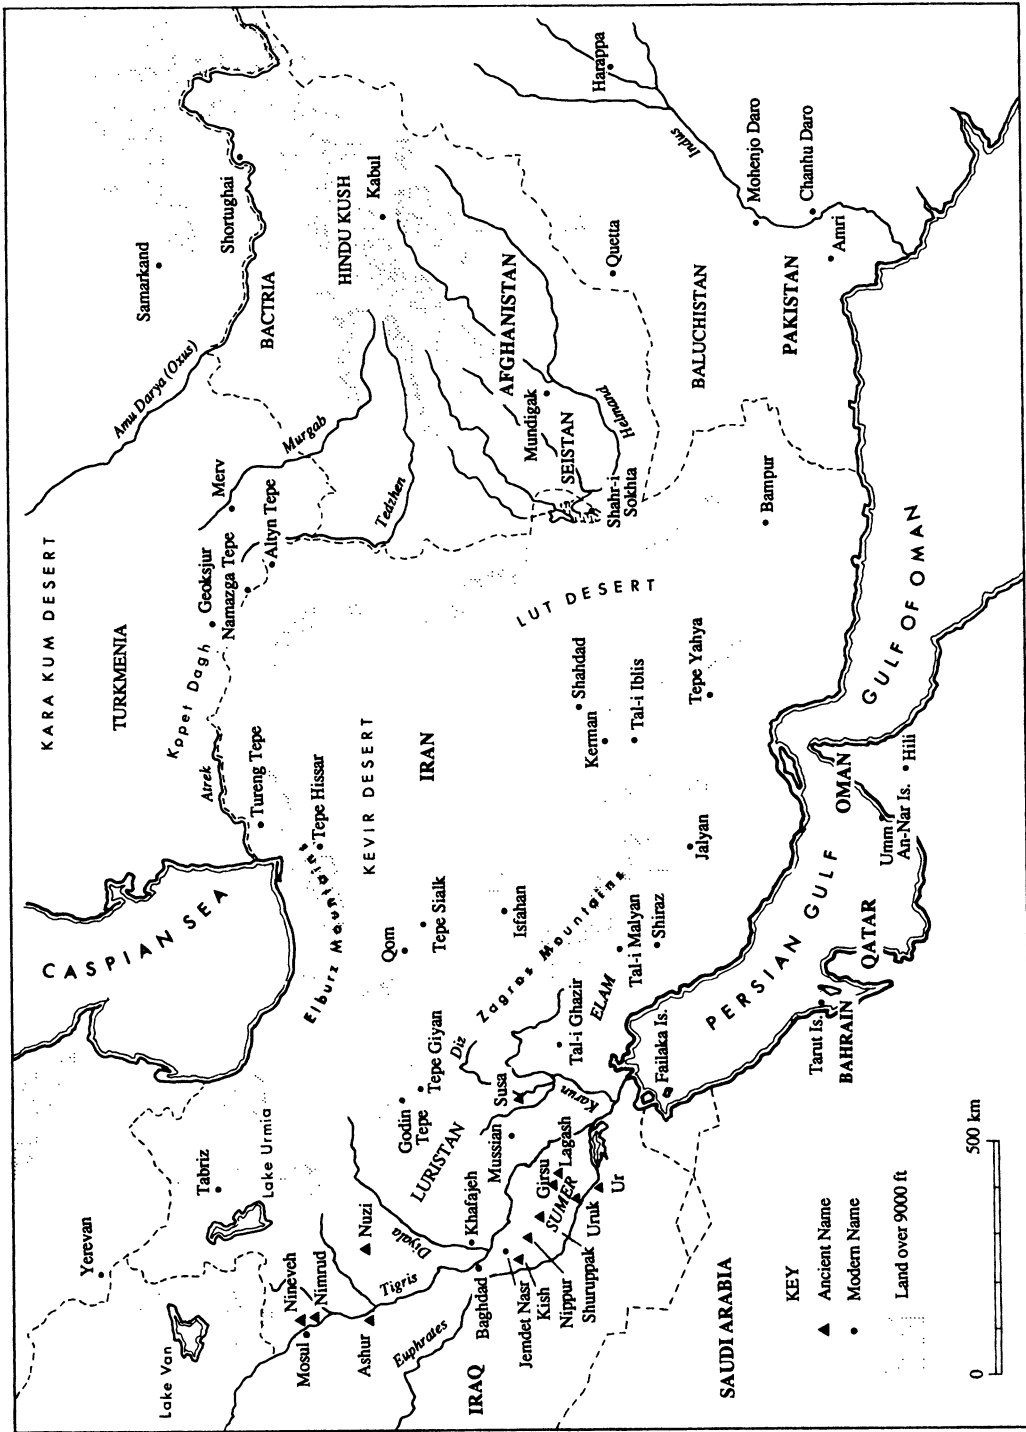 KARA KUM DESERT
TURKMENIA
CASPIAN SEA
Kopet Dagh
Atrek
Samarkand
Amu Darya (Oxus)
Shortughai
BACTRIA
Merv
Murgab
Geoksjur
Namazga Tepe
Altyn Tepe
Tedzhen
Tureng Tepe
Tepe Hissar
Elburz Mountains
KEVIR DESERT
IRAN
HINDU KUSH
Kabul
AFGHANISTAN
Mundigak
SEISTAN
Helmand
Shahr-i
Sokhta
Quetta
Harappa
Indus
Mohenjo Daro
Chanhu Daro
Amri
PAKISTAN
BALUCHISTAN
Bampur
LUT DESERT
Shahdad
Kerman
Tal-i Iblis
Tepe Yahya
Jalyan
Yerevan
Lake Van
Tabriz
Lake Urmia
Nineveh
Mosul
Nimrud
Ashur
Nuzi
Tigris
Euphrates
Diyala
Khafajeh
Baghdad
IRAQ
Jemdet Nasr
Kish
Nippur
Shuruppak
SUMER
Girsu
Lagash
Uruk
Ur
LURISTAN
Godin
Tepe
Tepe Giyan
Qom
Tepe Sialk
Isfahan
Mussian
Susa
Diz
Karun
Zagros Mountains
Tal-i Ghazir
ELAM
Tal-i Malyan
Shiraz
Failaka Is.
PERSIAN GULF
Tarut Is.
BAHRAIN
QATAR
Umm
An-Nar Is.
Hili
OMAN
GULF OF OMAN
SAUDI ARABIA
KEY
Ancient Name
Modern Name
Land over 9000 ft
0
500 km